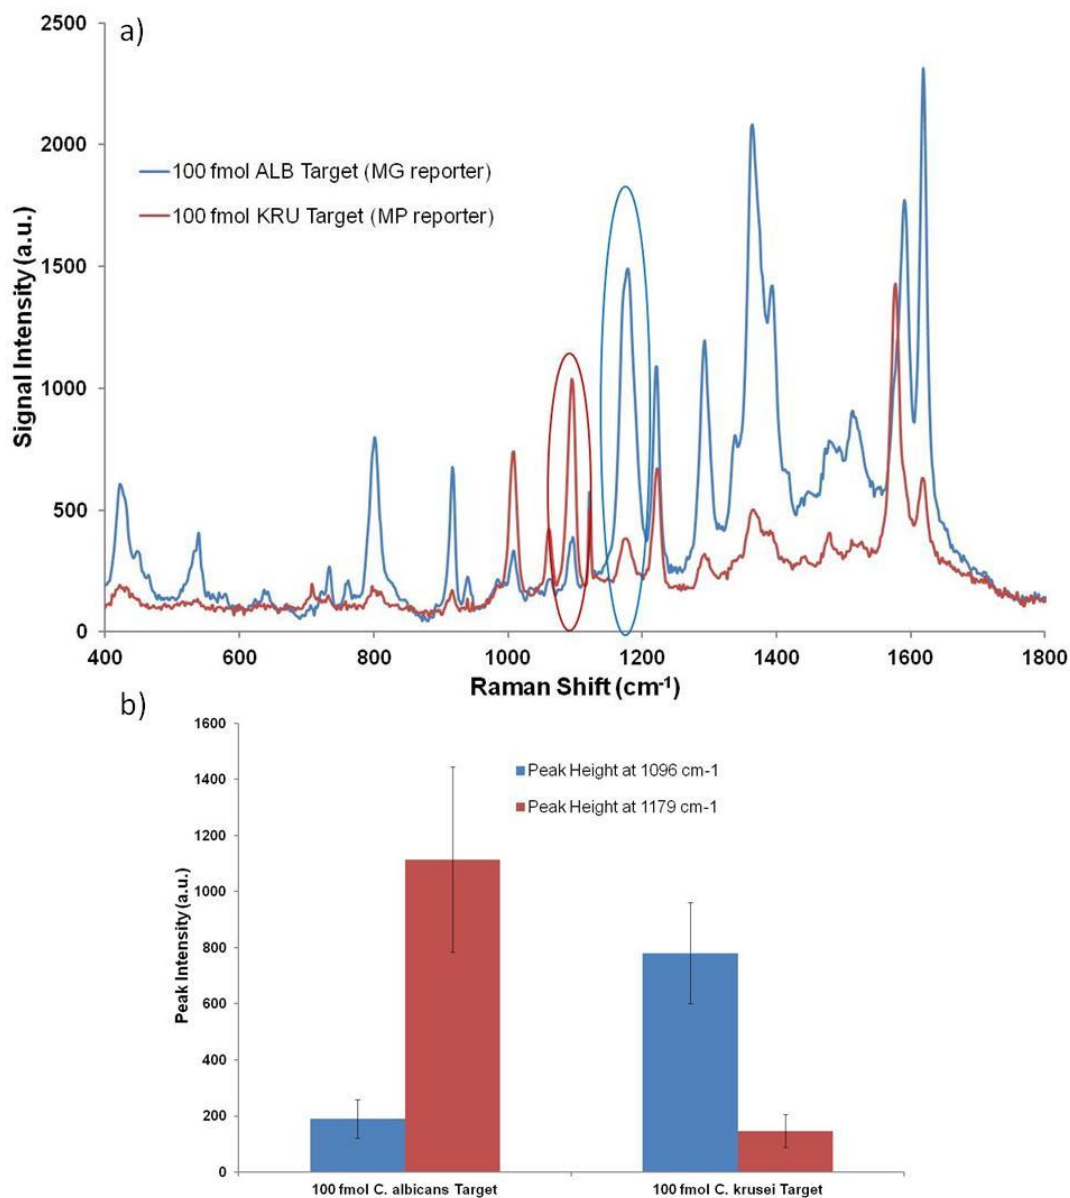 a)
2500
2000
1500
1000
500
0
Signal Intensity (a.u.)
100 fmol ALB Target (MG reporter)
100 fmol KRU Target (MP reporter)
400 600 800 1000 1200 1400 1600 1800
Raman Shift (cm-1)
b)
1600
1400
1200
1000
800
600
400
200
0
Peak Intensity (a.u.)
Peak Height at 1096 cm-1
Peak Height at 1179 cm-1
100 fmol C. albicans Target 100 fmol C. krusei Target